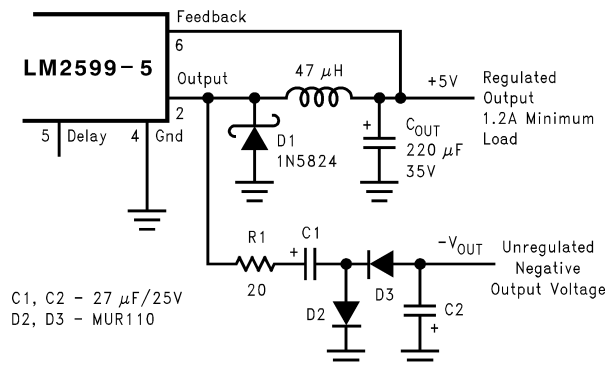 Feedback
6
LM2599-5
Output
2
47 μH
+5V
Regulated
Output
1.2A Minimum
Load
5
Delay
4
Gnd
D1
1N5824
+
COUT
220 μF
35V
R1
20
+
C1
D2
D3
-VOUT
C2
+
Unregulated
Negative
Output Voltage
C1, C2 - 27 μF/25V
D2, D3 - MUR110